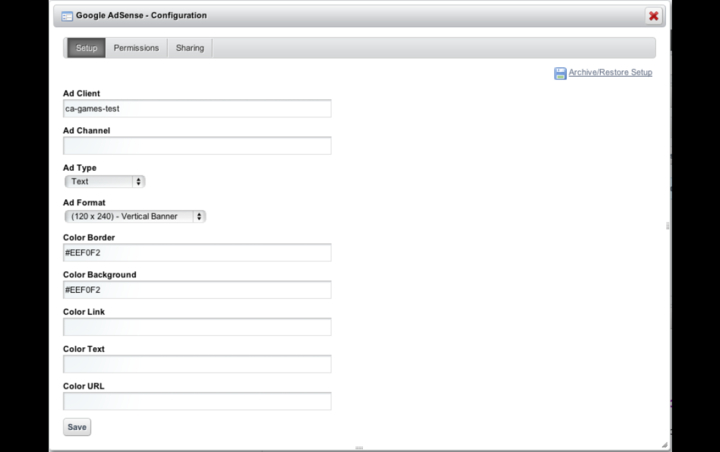 Google AdSense - Configuration
Setup Permissions Sharing
Archive/Restore Setup
Ad Client
ca-games-test
Ad Channel
Ad Type
Text
Ad Format
(120 x 240) - Vertical Banner
Color Border
#EEF0F2
Color Background
#EEF0F2
Color Link
Color Text
Color URL
Save